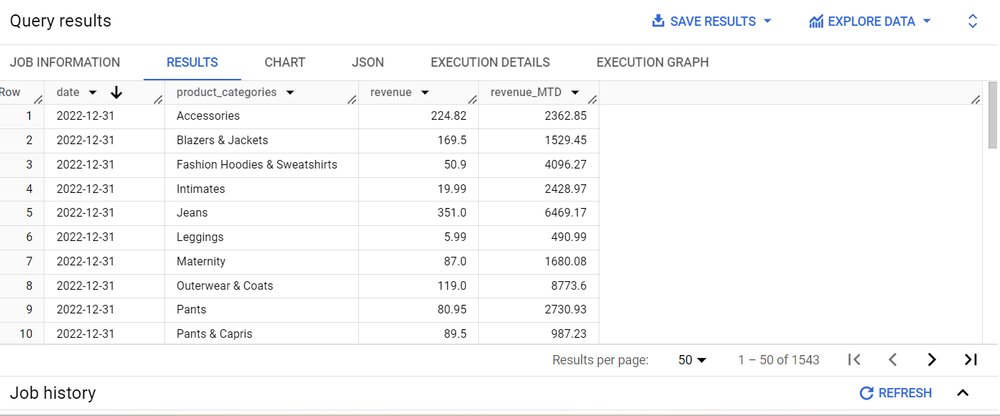 Query results SAVE RESULTS EXPLORE DATA
JOB INFORMATION RESULTS CHART JSON EXECUTION DETAILS EXECUTION GRAPH
Row date product_categories revenue revenue_MTD
1 2022-12-31 Accessories 224.82 2362.85
2 2022-12-31 Blazers & Jackets 169.5 1529.45
3 2022-12-31 Fashion Hoodies & Sweatshirts 50.9 4096.27
4 2022-12-31 Intimates 19.99 2428.97
5 2022-12-31 Jeans 351.0 6469.17
6 2022-12-31 Leggings 5.99 490.99
7 2022-12-31 Maternity 87.0 1680.08
8 2022-12-31 Outerwear & Coats 119.0 8773.6
9 2022-12-31 Pants 80.95 2730.93
10 2022-12-31 Pants & Capris 89.5 987.23
Results per page: 50 1 – 50 of 1543
Job history REFRESH